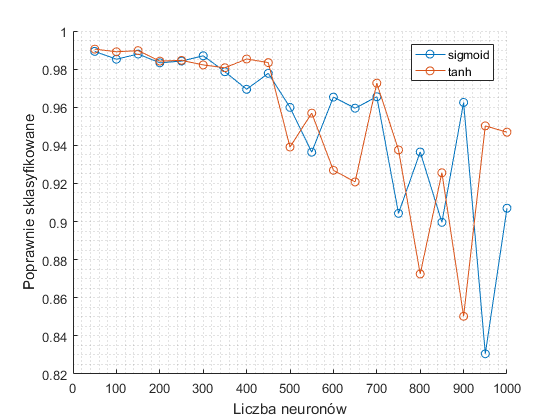 1
0.98
0.96
0.94
0.92
0.9
0.88
0.86
0.84
0.82
0 100 200 300 400 500 600 700 800 900 1000
Poprawnie sklasyfikowane
Liczba neuronów
sigmoid
tanh